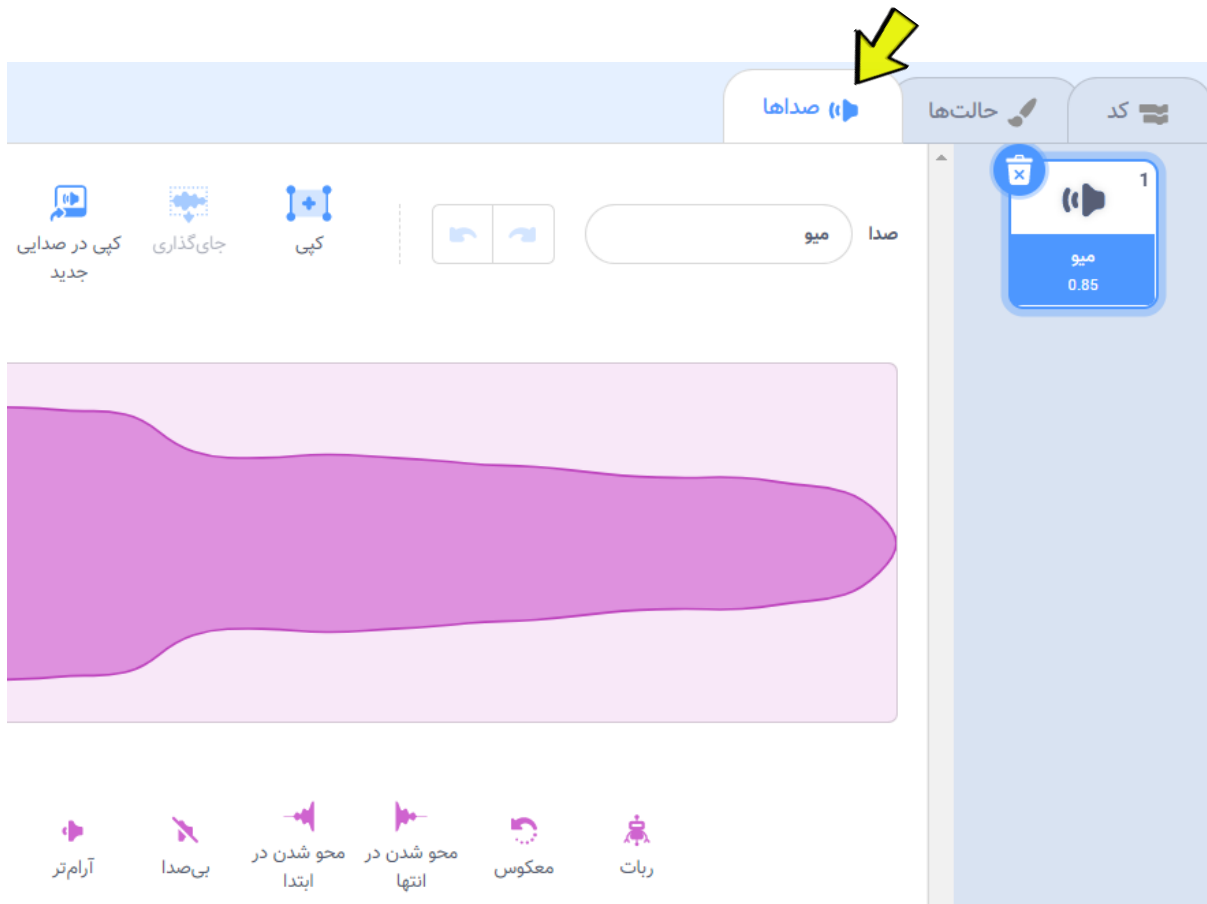 کد
حالت‌ها
صداها
1
میو
0.85
صدا
میو
کپی
جای‌گذاری
کپی در صدایی
جدید
ربات
معکوس
محو شدن در
انتها
محو شدن در
ابتدا
بی‌صدا
آرام‌تر